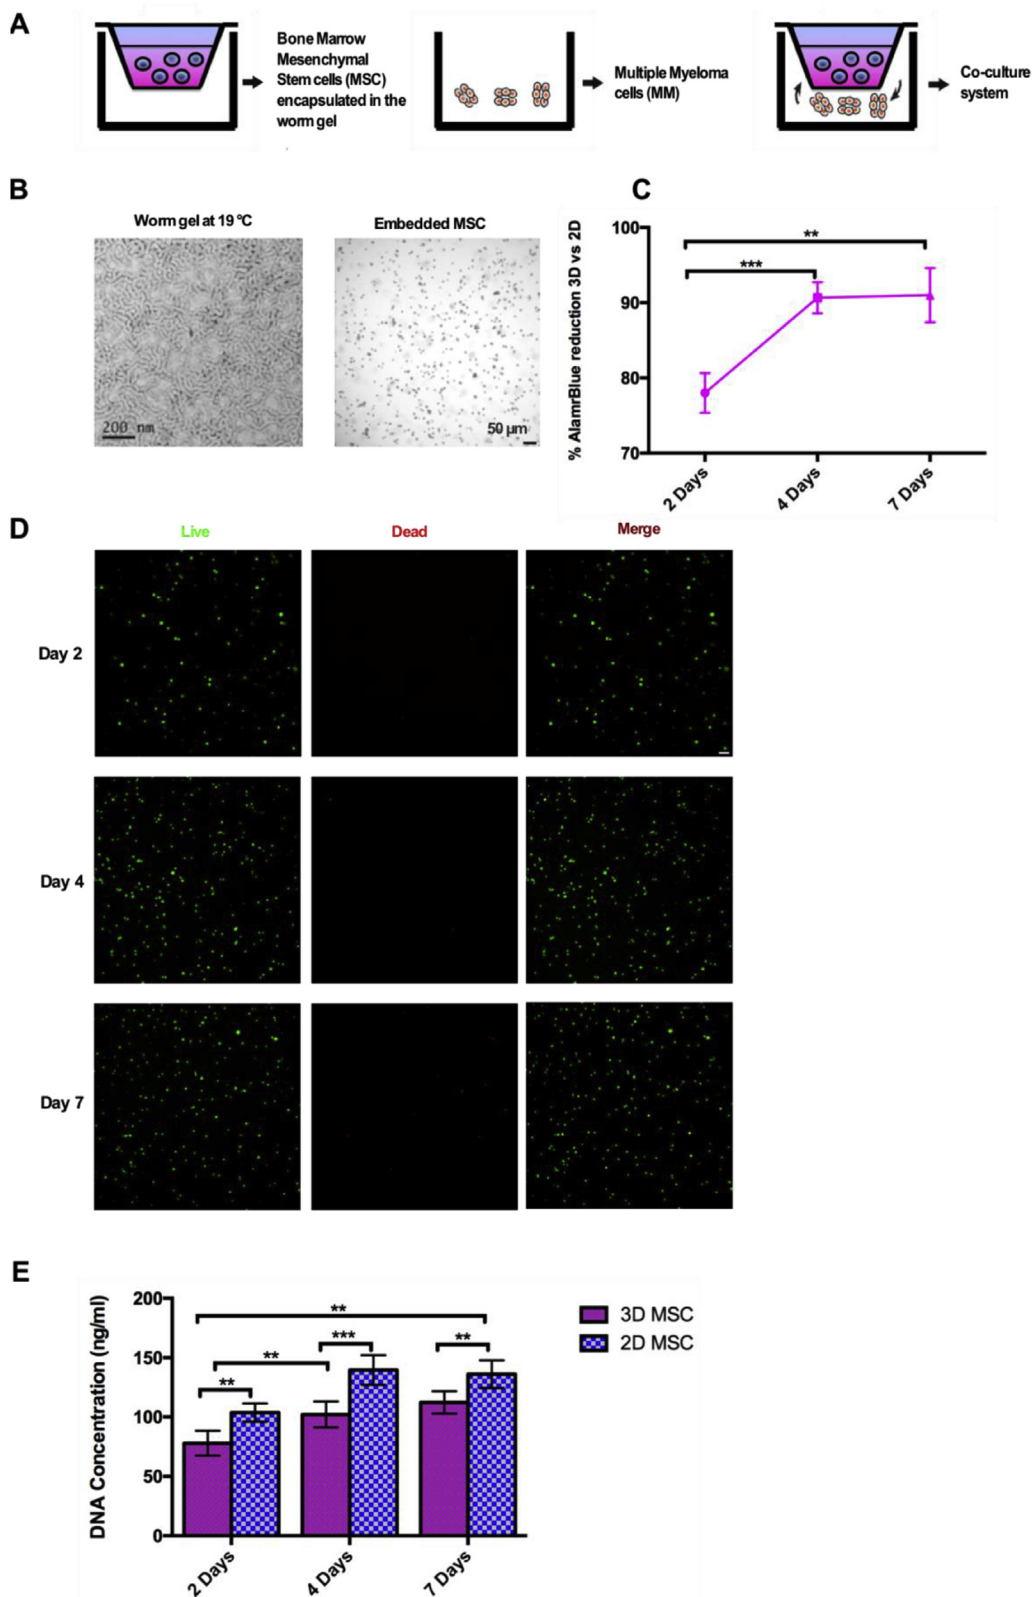 A
Bone Marrow
Mesenchymal
Stem cells (MSC)
encapsulated in the
worm gel
Multiple Myeloma
cells (MM)
Co-culture
system
B
Worm gel at 19 °C
Embedded MSC
200 nm
50 µm
C
% AlamrBlue reduction 3D vs 2D
100
90
80
70
**
***
2 Days
4 Days
7 Days
D
Live
Dead
Merge
Day 2
Day 4
Day 7
E
DNA Concentration (ng/ml)
200
150
100
50
0
**
**
***
**
**
3D MSC
2D MSC
2 Days
4 Days
7 Days